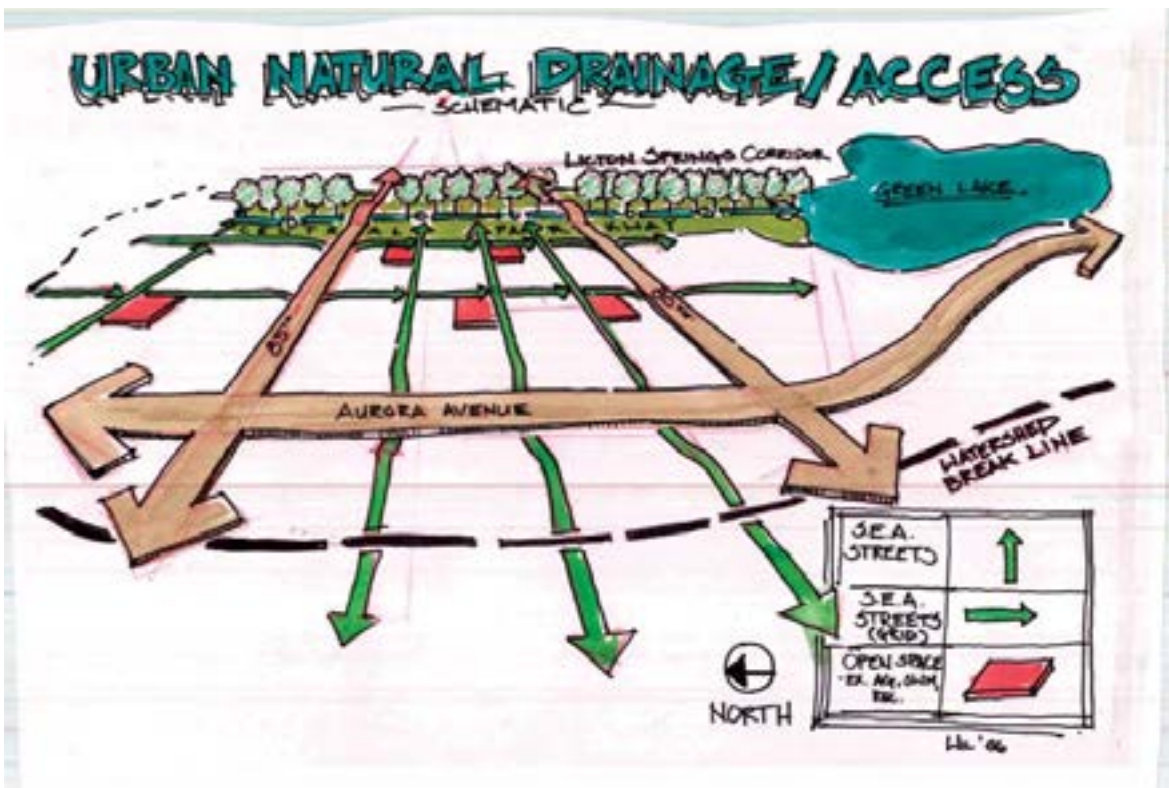 URBAN NATURAL DRAINAGE/ACCESS
SCHEMATIC
LICTON SPRINGS CORRIDOR
GREEN LAKE
85TH
AURORA AVENUE
WATERSHED
BREAK LINE
S.E.A.
STREETS
S.E.A.
STREETS
(GRID)
OPEN SPACE
NORTH